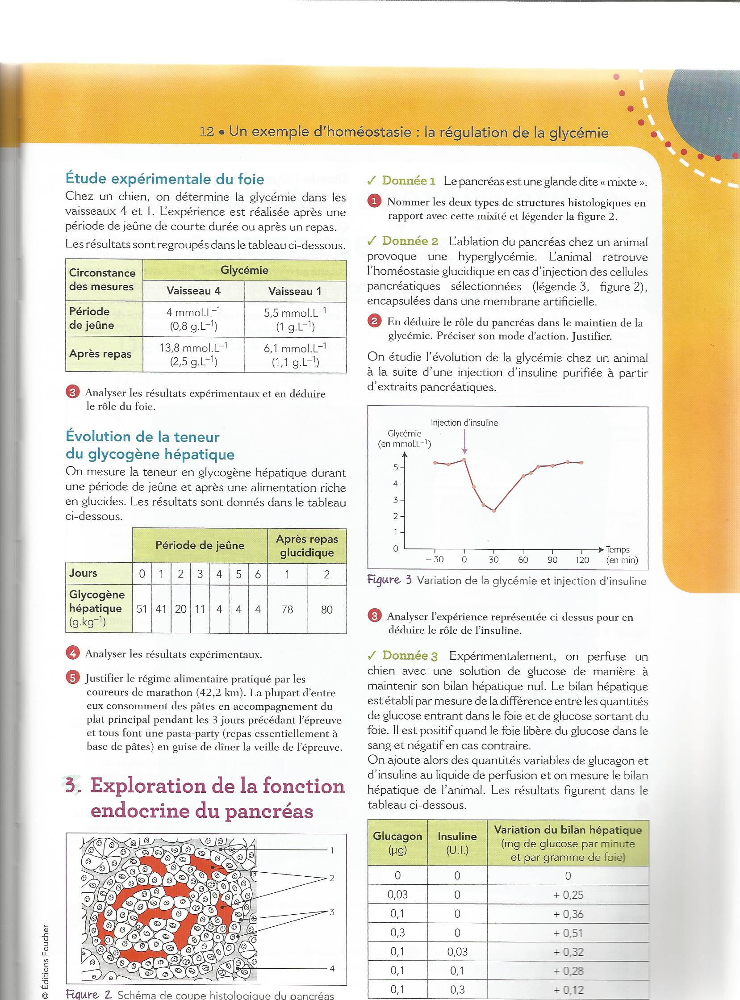 12 • Un exemple d'homéostasie : la régulation de la glycémie
Étude expérimentale du foie
Chez un chien, on détermine la glycémie dans les
vaisseaux 4 et 1. L'expérience est réalisée après une
période de jeûne de courte durée ou après un repas.
Les résultats sont regroupés dans le tableau ci-dessous.
Circonstance
des mesures
Glycémie
Vaisseau 4
Vaisseau 1
Période
de jeûne
4 mmol.L⁻¹
(0,8 g.L⁻¹)
5,5 mmol.L⁻¹
(1 g.L⁻¹)
Après repas
13,8 mmol.L⁻¹
(2,5 g.L⁻¹)
6,1 mmol.L⁻¹
(1,1 g.L⁻¹)
3 Analyser les résultats expérimentaux et en déduire
le rôle du foie.
Évolution de la teneur
du glycogène hépatique
On mesure la teneur en glycogène hépatique durant
une période de jeûne et après une alimentation riche
en glucides. Les résultats sont donnés dans le tableau
ci-dessous.
Période de jeûne
Après repas
glucidique
Jours 0 1 2 3 4 5 6 1 2
Glycogène
hépatique 51 41 20 11 4 4 4 78 80
(g.kg⁻¹)
4 Analyser les résultats expérimentaux.
5 Justifier le régime alimentaire pratiqué par les
coureurs de marathon (42,2 km). La plupart d'entre
eux consomment des pâtes en accompagnement du
plat principal pendant les 3 jours précédant l'épreuve
et tous font une pasta-party (repas essentiellement à
base de pâtes) en guise de dîner la veille de l'épreuve.
3. Exploration de la fonction
endocrine du pancréas
1
2
3
4
Figure 2 Schéma de coupe histologique du pancréas
© Éditions Foucher
✓ Donnée 1 Le pancréas est une glande dite « mixte ».
1 Nommer les deux types de structures histologiques en
rapport avec cette mixité et légender la figure 2.
✓ Donnée 2 L'ablation du pancréas chez un animal
provoque une hyperglycémie. L'animal retrouve
l'homéostasie glucidique en cas d'injection des cellules
pancréatiques sélectionnées (légende 3, figure 2),
encapsulées dans une membrane artificielle.
2 En déduire le rôle du pancréas dans le maintien de la
glycémie. Préciser son mode d'action. Justifier.
On étudie l'évolution de la glycémie chez un animal
à la suite d'une injection d'insuline purifiée à partir
d'extraits pancréatiques.
Injection d'insuline
Glycémie
(en mmol.L⁻¹)
5
4
3
2
1
0
– 30 0 30 60 90 120
Temps
(en min)
Figure 3 Variation de la glycémie et injection d'insuline
3 Analyser l'expérience représentée ci-dessus pour en
déduire le rôle de l'insuline.
✓ Donnée 3 Expérimentalement, on perfuse un
chien avec une solution de glucose de manière à
maintenir son bilan hépatique nul. Le bilan hépatique
est établi par mesure de la différence entre les quantités
de glucose entrant dans le foie et de glucose sortant du
foie. Il est positif quand le foie libère du glucose dans le
sang et négatif en cas contraire.
On ajoute alors des quantités variables de glucagon et
d'insuline au liquide de perfusion et on mesure le bilan
hépatique de l'animal. Les résultats figurent dans le
tableau ci-dessous.
Glucagon
(µg)
Insuline
(U.I.)
Variation du bilan hépatique
(mg de glucose par minute
et par gramme de foie)
0 0 0
0,03 0 + 0,25
0,1 0 + 0,36
0,3 0 + 0,51
0,1 0,03 + 0,32
0,1 0,1 + 0,28
0,1 0,3 + 0,12